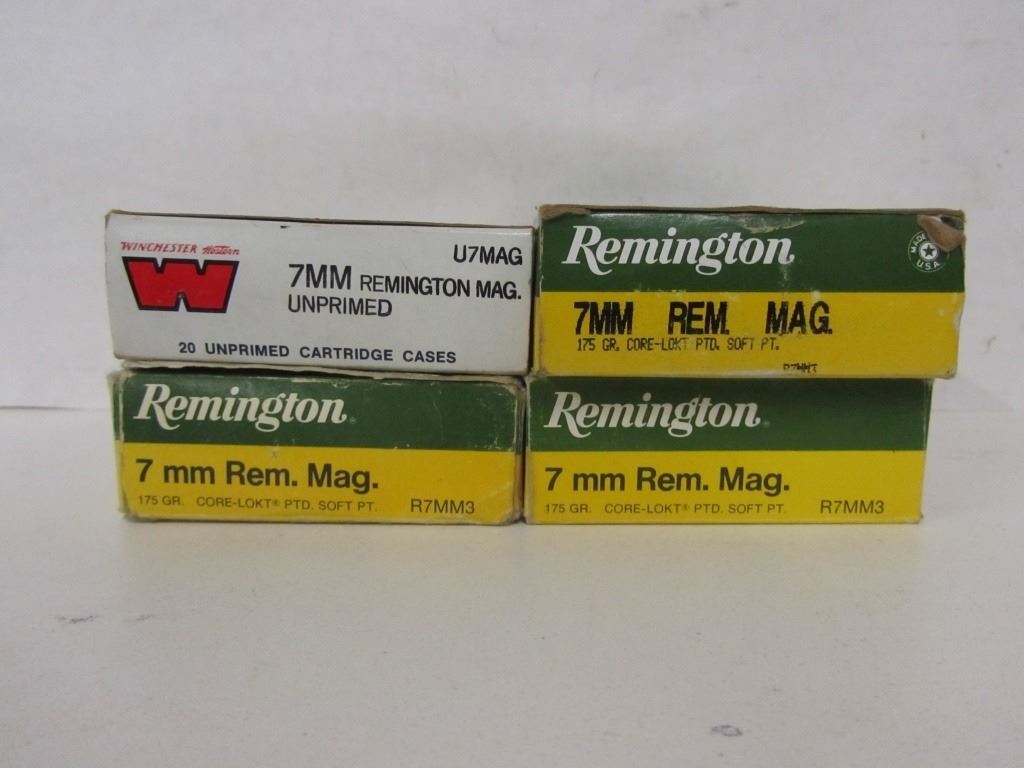 WINCHESTER Western
W
U7MAG
7MM REMINGTON MAG.
UNPRIMED
20 UNPRIMED CARTRIDGE CASES
Remington
MADE
U.S.A.
7MM REM. MAG.
175 GR. CORE-LOKT PTD. SOFT PT.
R7MM3
Remington®
7 mm Rem. Mag.
175 GR. CORE-LOKT® PTD. SOFT PT. R7MM3
Remington®
7 mm Rem. Mag.
175 GR. CORE-LOKT® PTD. SOFT PT. R7MM3